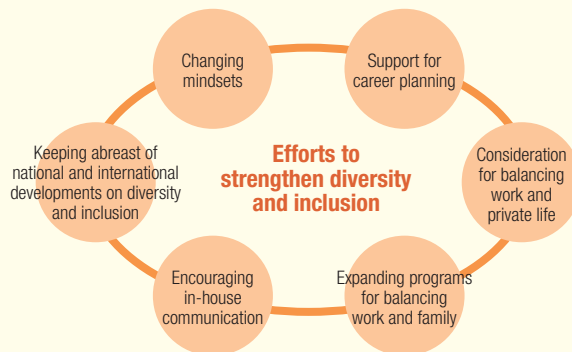 Changing
mindsets
Support for
career planning
Keeping abreast of
national and international
developments on diversity
and inclusion
Efforts to
strengthen diversity
and inclusion
Consideration
for balancing
work and
private life
Encouraging
in-house
communication
Expanding programs
for balancing
work and family